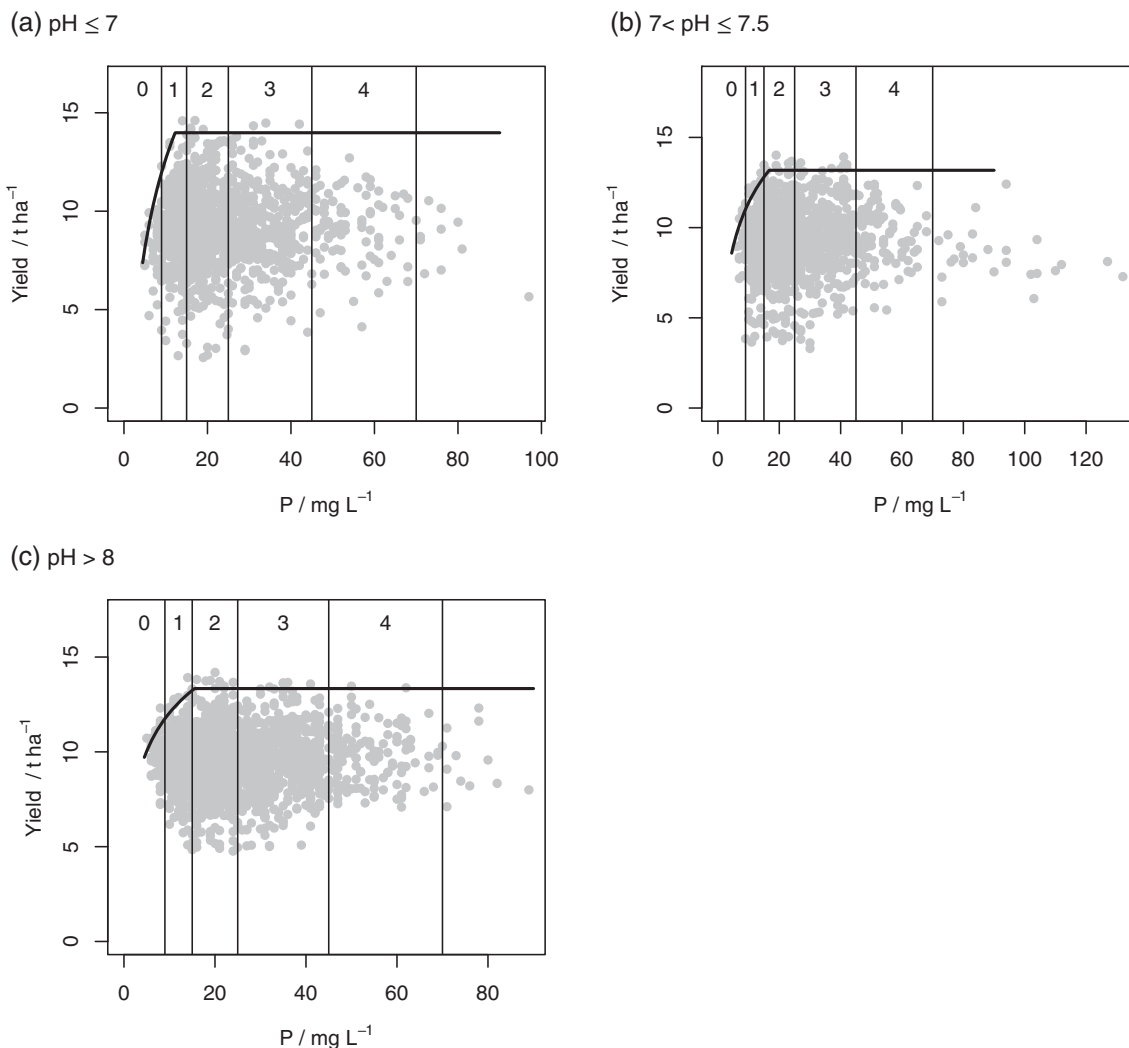 (a) pH ≤ 7
0 1 2 3 4
15
10
5
0
Yield / t ha⁻¹
0 20 40 60 80 100
P / mg L⁻¹
(b) 7< pH ≤ 7.5
0 1 2 3 4
15
10
5
0
Yield / t ha⁻¹
0 20 40 60 80 100 120
P / mg L⁻¹
(c) pH > 8
0 1 2 3 4
15
10
5
0
Yield / t ha⁻¹
0 20 40 60 80
P / mg L⁻¹